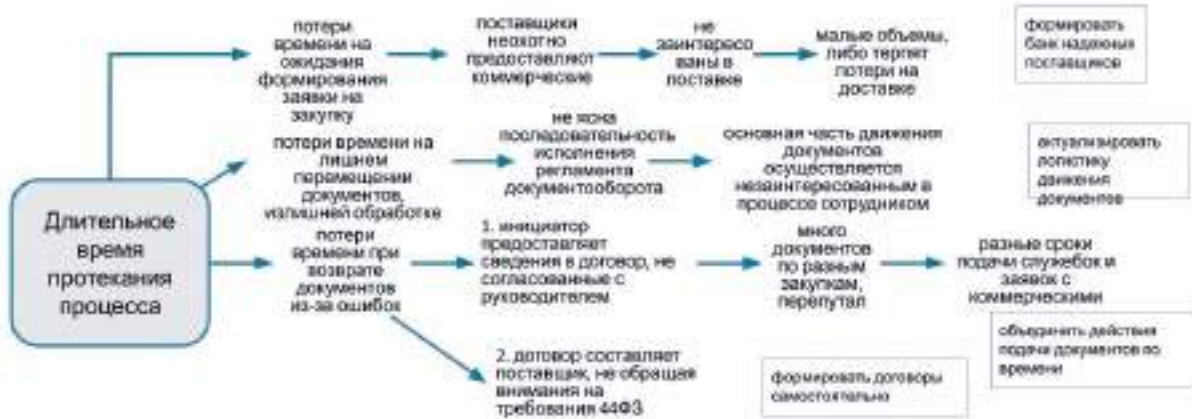 потери
времени на
ожидания
формирования
заявки на
закупку
поставщики
неохотно
предоставляют
коммерческие
не
заинтересо
ваны в
поставке
малые объемы,
либо терпят
потери на
доставке
формировать
банк надежных
поставщиков
потери времени на
лишнем
перемещении
документов,
излишней обработке
не ясна
последовательность
исполнения
регламента
документооборота
основная часть движения
документов
осуществляется
незаинтересованным в
процессе сотрудником
актуализировать
логистику
движения
документов
Длительное
время
протекания
процесса
потери
времени при
возврате
документов
из-за ошибок
1. инициатор
предоставляет
сведения в договор, не
согласованные с
руководителем
много
документов
по разным
закупкам,
перепутал
разные сроки
подачи служебок и
заявок с
коммерческими
объединить действия
подачи документов по
времени
2. договор составляет
поставщик, не обращая
внимания на
требования 44ФЗ
формировать договоры
самостоятельно